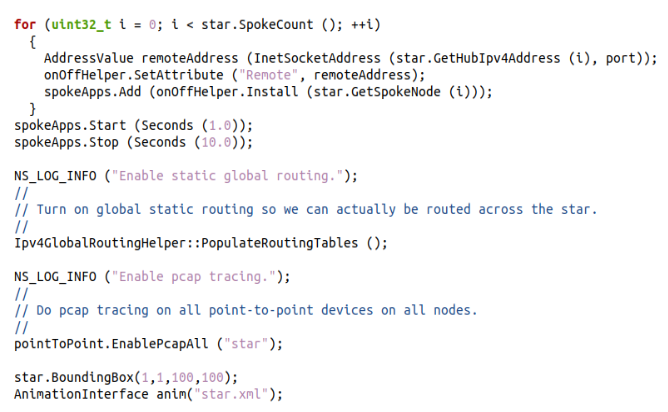 for (uint32_t i = 0; i < star.SpokeCount (); ++i)
{
AddressValue remoteAddress (InetSocketAddress (star.GetHubIpv4Address (i), port));
onOffHelper.SetAttribute ("Remote", remoteAddress);
spokeApps.Add (onOffHelper.Install (star.GetSpokeNode (i)));
}
spokeApps.Start (Seconds (1.0));
spokeApps.Stop (Seconds (10.0));
NS_LOG_INFO ("Enable static global routing.");
//
// Turn on global static routing so we can actually be routed across the star.
//
Ipv4GlobalRoutingHelper::PopulateRoutingTables ();
NS_LOG_INFO ("Enable pcap tracing.");
//
// Do pcap tracing on all point-to-point devices on all nodes.
//
pointToPoint.EnablePcapAll ("star");
star.BoundingBox(1,1,100,100);
AnimationInterface anim("star.xml");